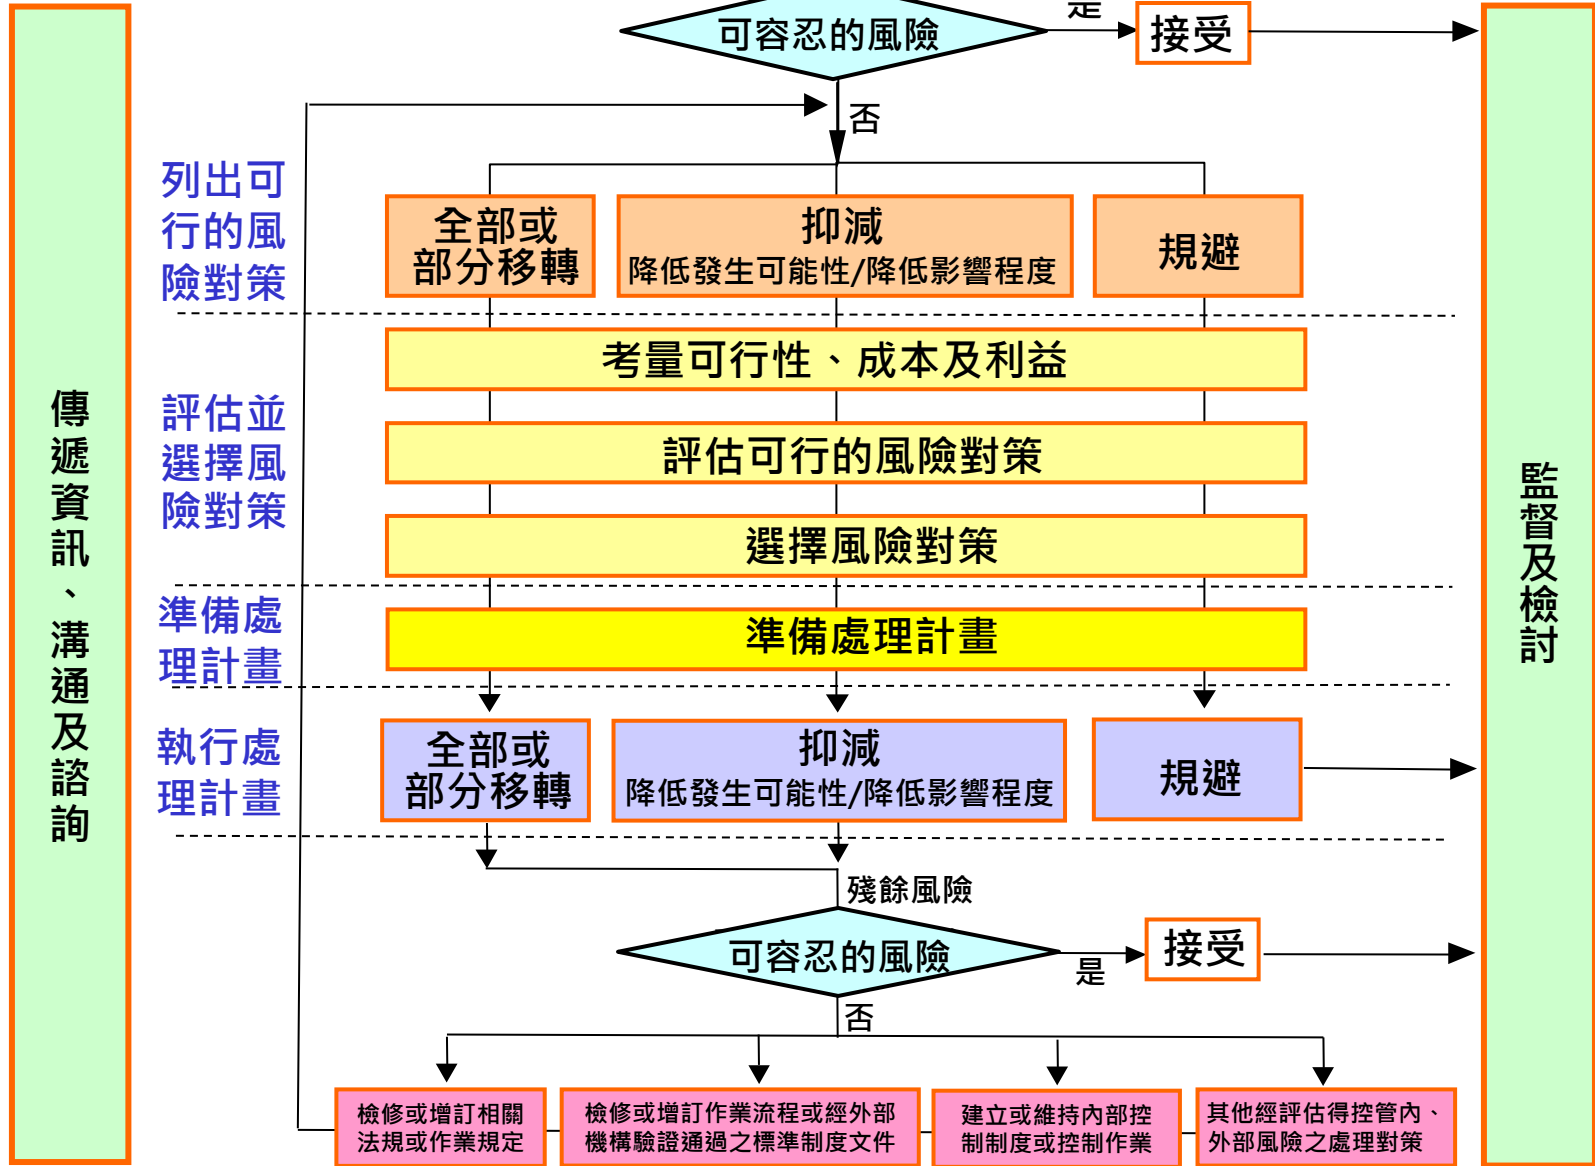 可容忍的風險
是
接受
否
列出可
行的風
險對策
全部或
部分移轉
抑減
降低發生可能性/降低影響程度
規避
考量可行性、成本及利益
評估並
選擇風
險對策
評估可行的風險對策
選擇風險對策
準備處
理計畫
準備處理計畫
執行處
理計畫
全部或
部分移轉
抑減
降低發生可能性/降低影響程度
規避
殘餘風險
可容忍的風險
是
接受
否
檢修或增訂相關
法規或作業規定
檢修或增訂作業流程或經外部
機構驗證通過之標準制度文件
建立或維持內部控
制制度或控制作業
其他經評估得控管內、
外部風險之處理對策
傳遞資訊、溝通及諮詢
監督及檢討